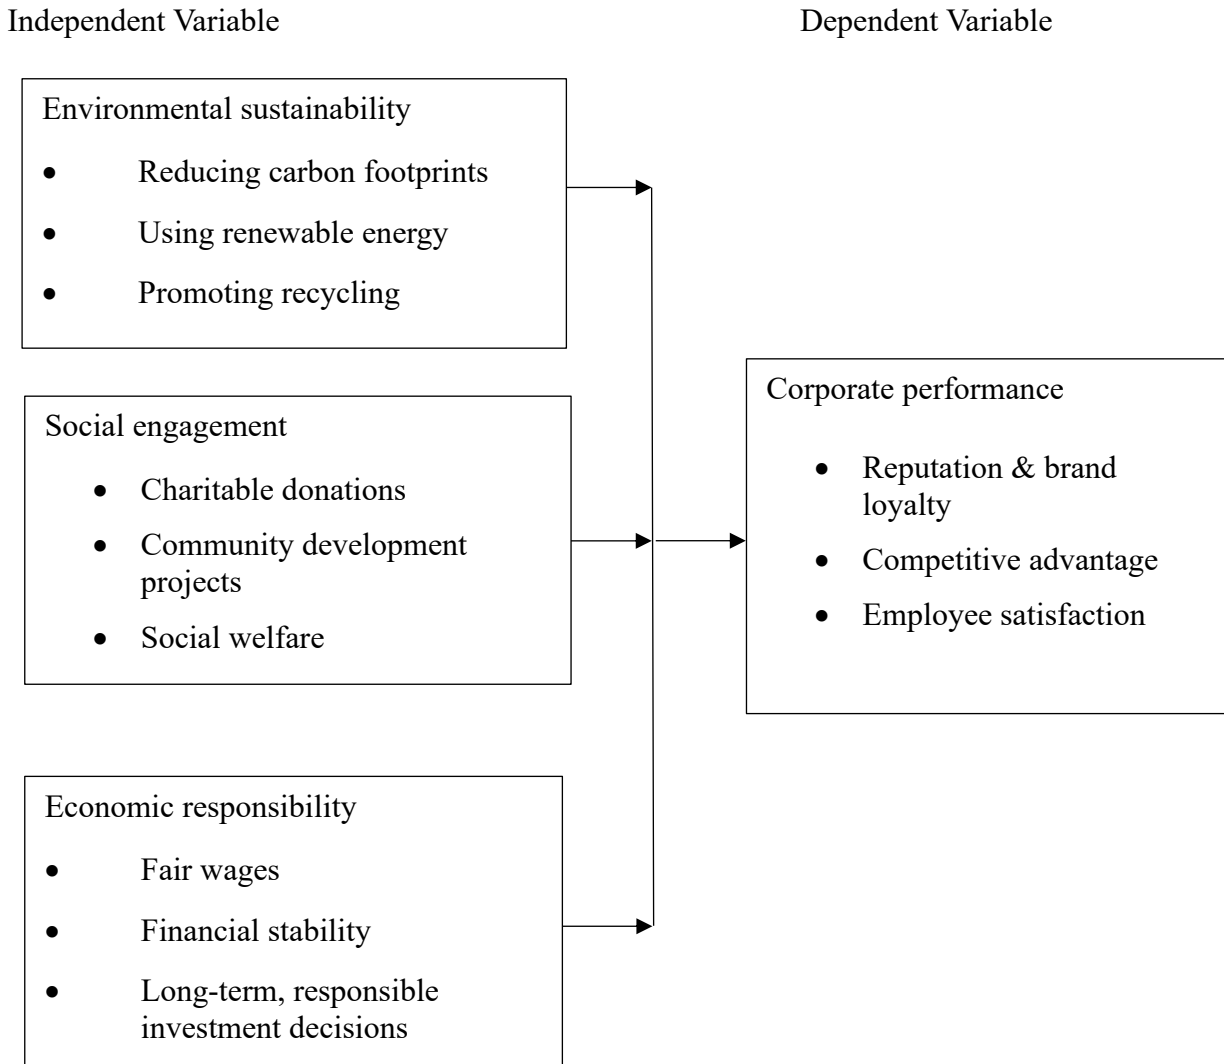 Independent Variable
Dependent Variable
Environmental sustainability
• Reducing carbon footprints
• Using renewable energy
• Promoting recycling
Social engagement
• Charitable donations
• Community development
projects
• Social welfare
Economic responsibility
• Fair wages
• Financial stability
• Long-term, responsible
investment decisions
Corporate performance
• Reputation & brand
loyalty
• Competitive advantage
• Employee satisfaction